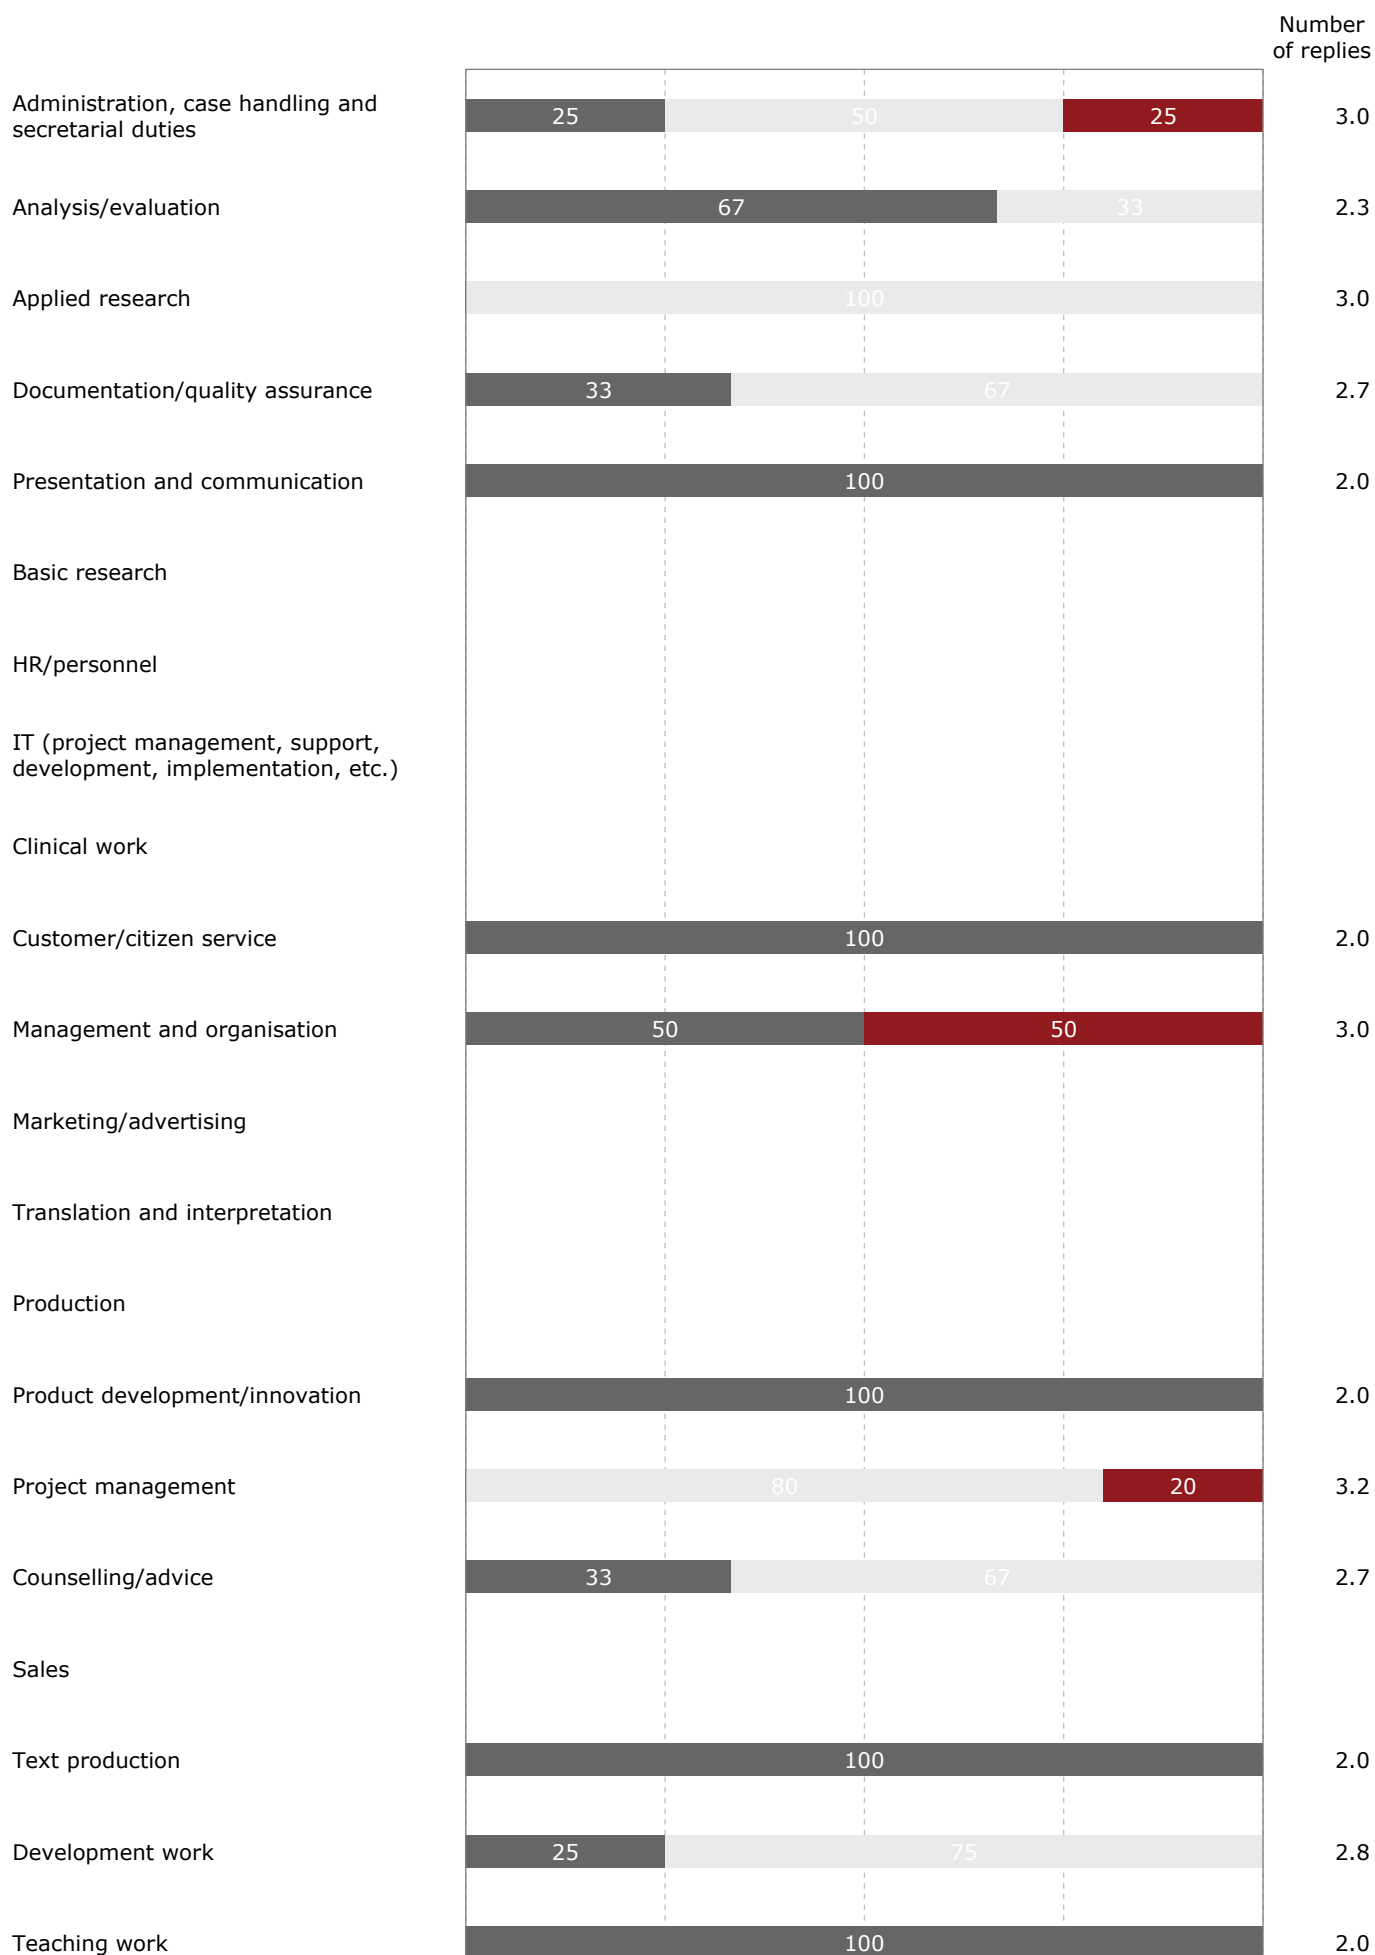 Number
of replies
Administration, case handling and
secretarial duties
25 50 25 3.0
Analysis/evaluation 67 33 2.3
Applied research 100 3.0
Documentation/quality assurance 33 67 2.7
Presentation and communication 100 2.0
Basic research
HR/personnel
IT (project management, support,
development, implementation, etc.)
Clinical work
Customer/citizen service 100 2.0
Management and organisation 50 50 3.0
Marketing/advertising
Translation and interpretation
Production
Product development/innovation 100 2.0
Project management 80 20 3.2
Counselling/advice 33 67 2.7
Sales
Text production 100 2.0
Development work 25 75 2.8
Teaching work 100 2.0